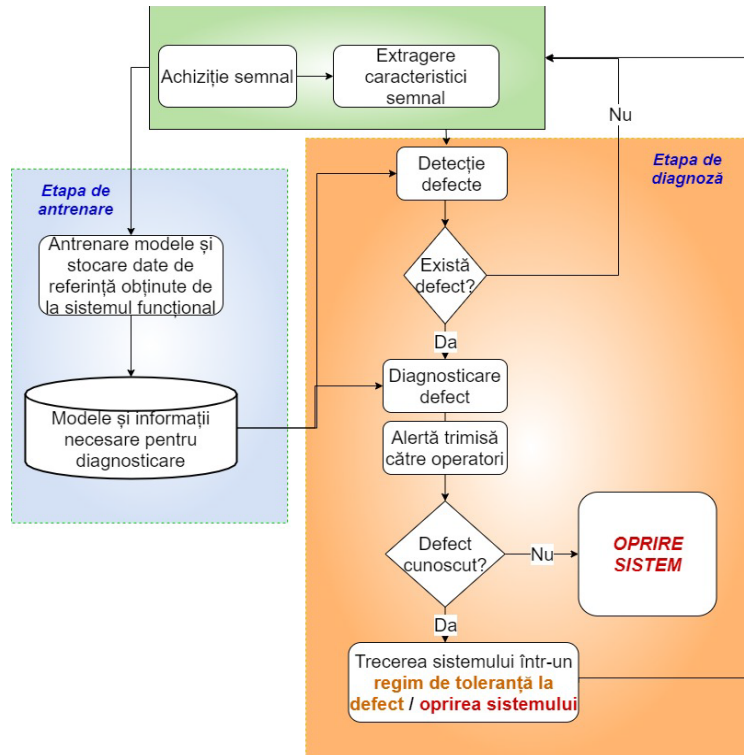 Achiziție semnal
Extragere
caracteristici
semnal
Nu
Etapa de
antrenare
Etapa de
diagnoză
Detecție
defecte
Antrenare modele și
stocare date de
referință obținute de
la sistemul funcțional
Există
defect?
Da
Diagnosticare
defect
Modele și informații
necesare pentru
diagnosticare
Alertă trimisă
către operatori
Defect
cunoscut?
Nu
OPRIRE
SISTEM
Da
Trecerea sistemului într-un
regim de toleranță la
defect / oprirea sistemului